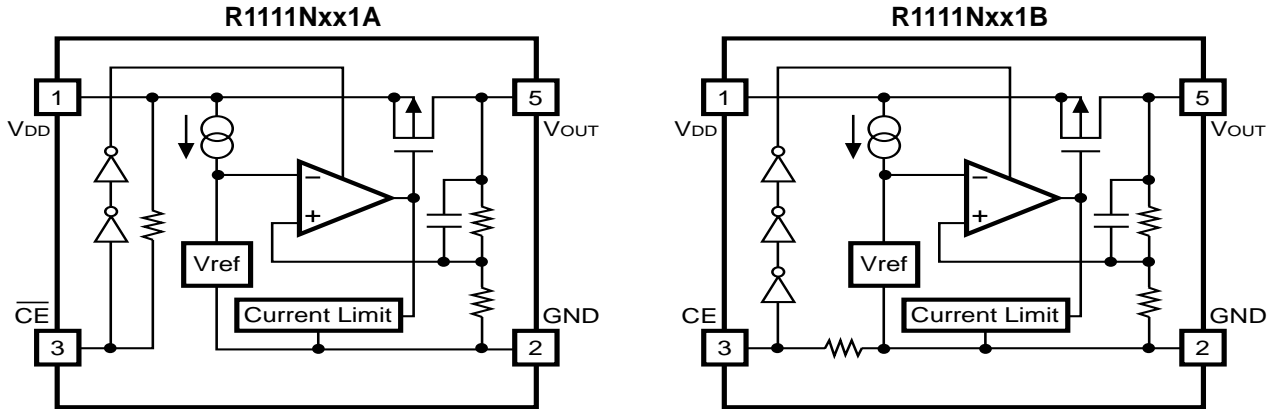 R1111Nxx1A
1
VDD
5
VOUT
−
+
Vref
Current Limit
C̅E̅
3
GND
2
R1111Nxx1B
1
VDD
5
VOUT
−
+
Vref
Current Limit
CE
3
GND
2